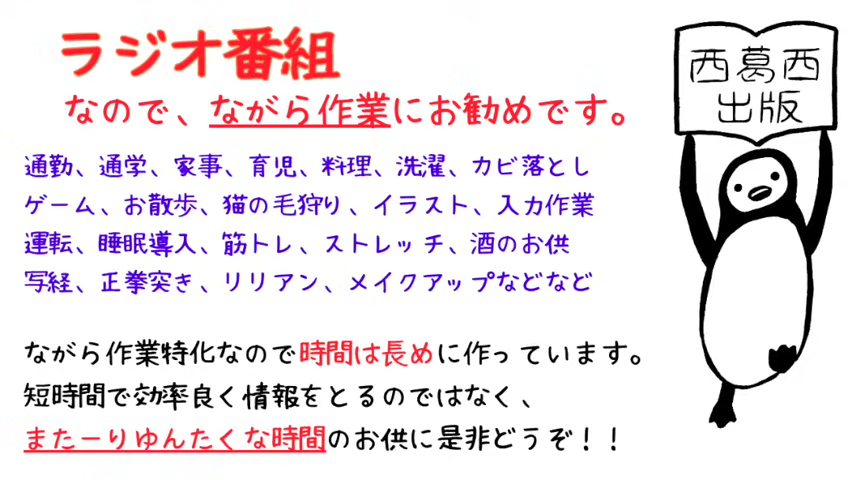 ラジオ番組
なので、ながら作業にお勧めです。
通勤、通学、家事、育児、料理、洗濯、カビ落とし
ゲーム、お散歩、猫の毛狩り、イラスト、入力作業
運転、睡眠導入、筋トレ、ストレッチ、酒のお供
写経、正拳突き、リリアン、メイクアップなどなど
ながら作業特化なので時間は長めに作っています。
短時間で効率良く情報をとるのではなく、
またーりゆんたくな時間のお供に是非どうぞ！！
西葛西
出版